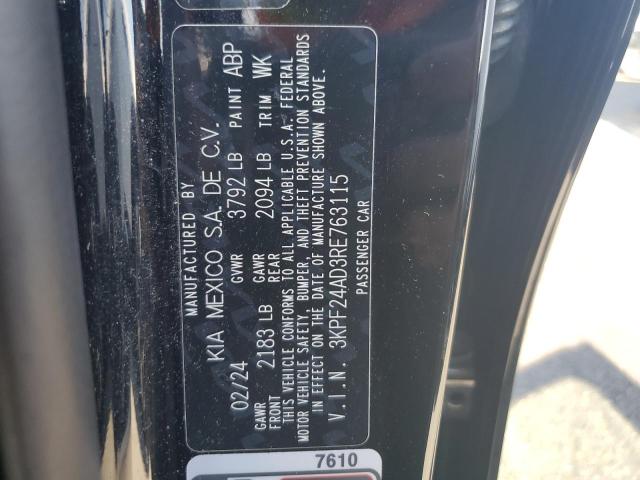 MANUFACTURED BY
KIA MEXICO S.A. DE C.V.
02/24 GVWR 3792 LB PAINT ABP
GAWR FRONT 2183 LB GAWR REAR 2094 LB TRIM WK
THIS VEHICLE CONFORMS TO ALL APPLICABLE U.S.A. FEDERAL
MOTOR VEHICLE SAFETY, BUMPER, AND THEFT PREVENTION STANDARDS
IN EFFECT ON THE DATE OF MANUFACTURE SHOWN ABOVE.
V.I.N. 3KPF24AD3RE763115
PASSENGER CAR
7610